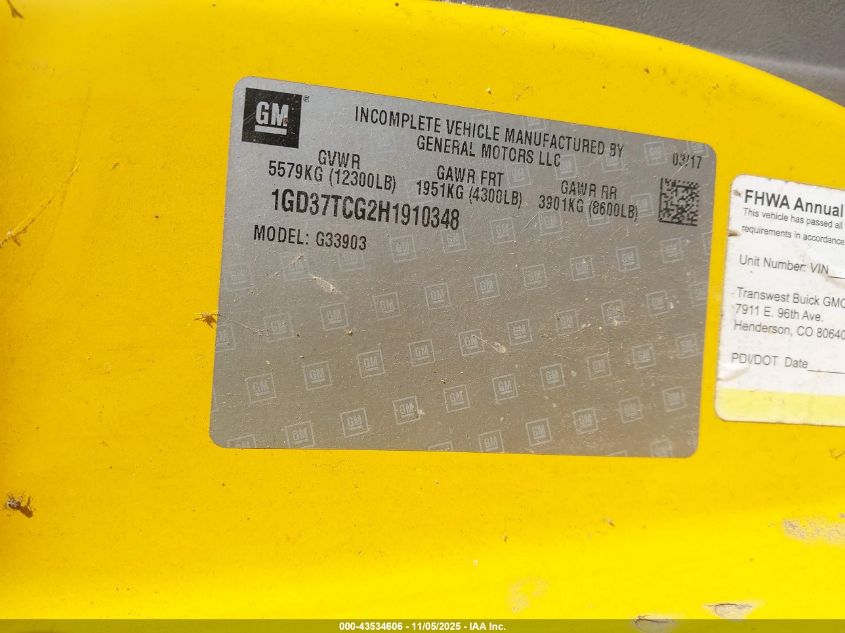 GM
INCOMPLETE VEHICLE MANUFACTURED BY
GENERAL MOTORS LLC
03/17
GVWR
5579KG (12300LB)
GAWR FRT
1951KG (4300LB)
GAWR RR
3901KG (8600LB)
1GD37TCG2H1910348
MODEL: G33903
FHWA Annual
This vehicle has passed all
requirements in accordance
Unit Number: VIN
Transwest Buick GMC
7911 E. 96th Ave.
Henderson, CO 80640
PDI/DOT Date
000-43534606 - 11/05/2025 - IAA Inc.